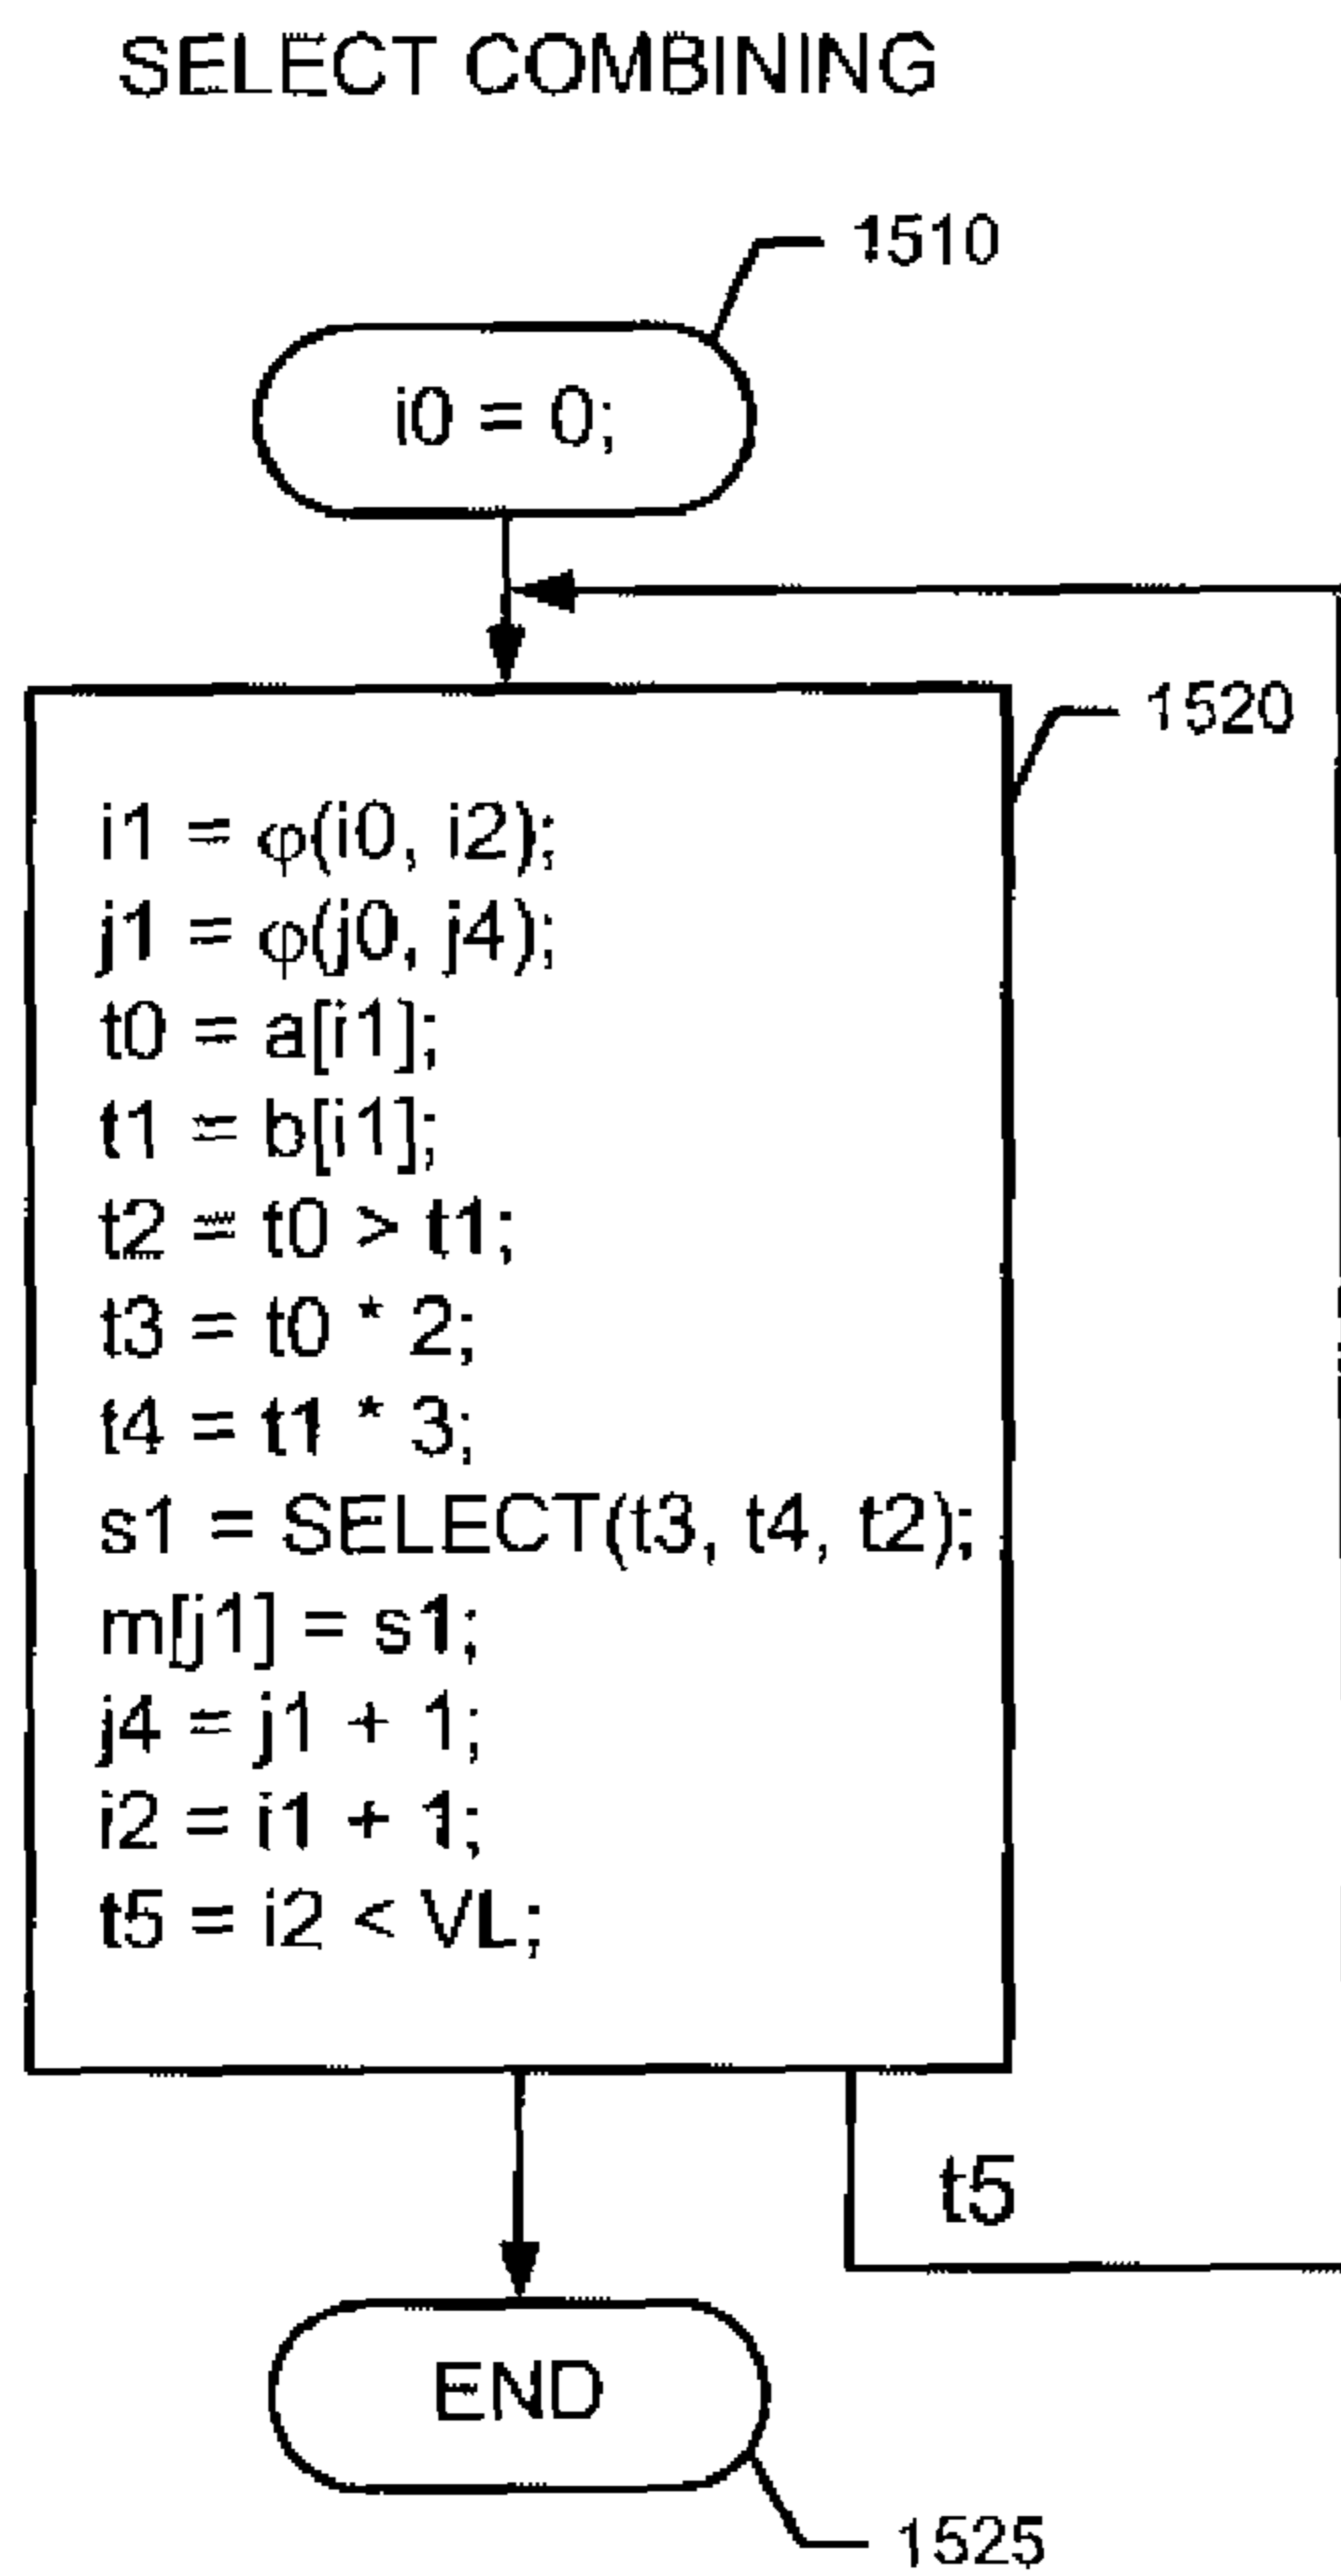 SELECT COMBINING
1510
i0 = 0;
1520
i1 = φ(i0, i2);
j1 = φ(j0, j4);
t0 = a[i1];
t1 = b[i1];
t2 = t0 > t1;
t3 = t0 * 2;
t4 = t1 * 3;
s1 = SELECT(t3, t4, t2);
m[j1] = s1;
j4 = j1 + 1;
i2 = i1 + 1;
t5 = i2 < VL;
t5
END
1525